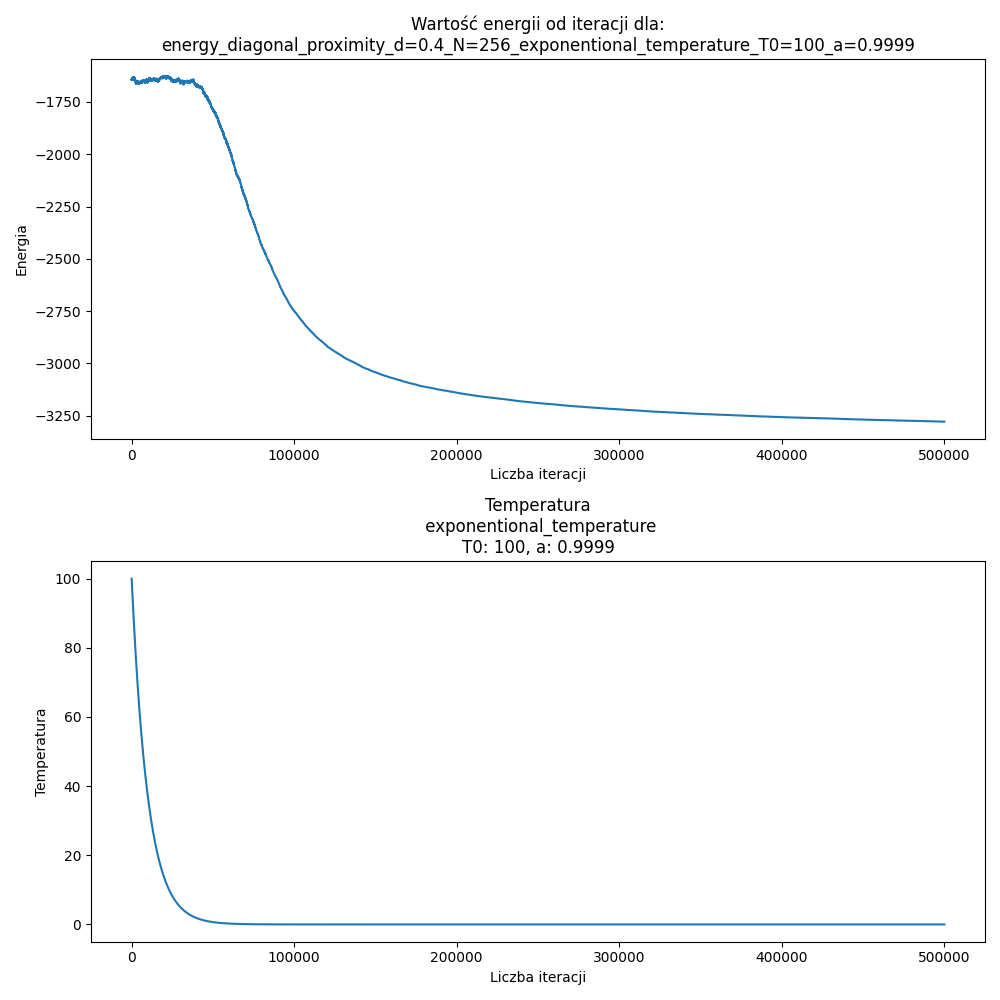 Wartość energii od iteracji dla:
energy_diagonal_proximity_d=0.4_N=256_exponentional_temperature_T0=100_a=0.9999
−1750
−2000
−2250
−2500
−2750
−3000
−3250
Energia
0 100000 200000 300000 400000 500000
Liczba iteracji
Temperatura
exponentional_temperature
T0: 100, a: 0.9999
100
80
60
40
20
0
Temperatura
0 100000 200000 300000 400000 500000
Liczba iteracji